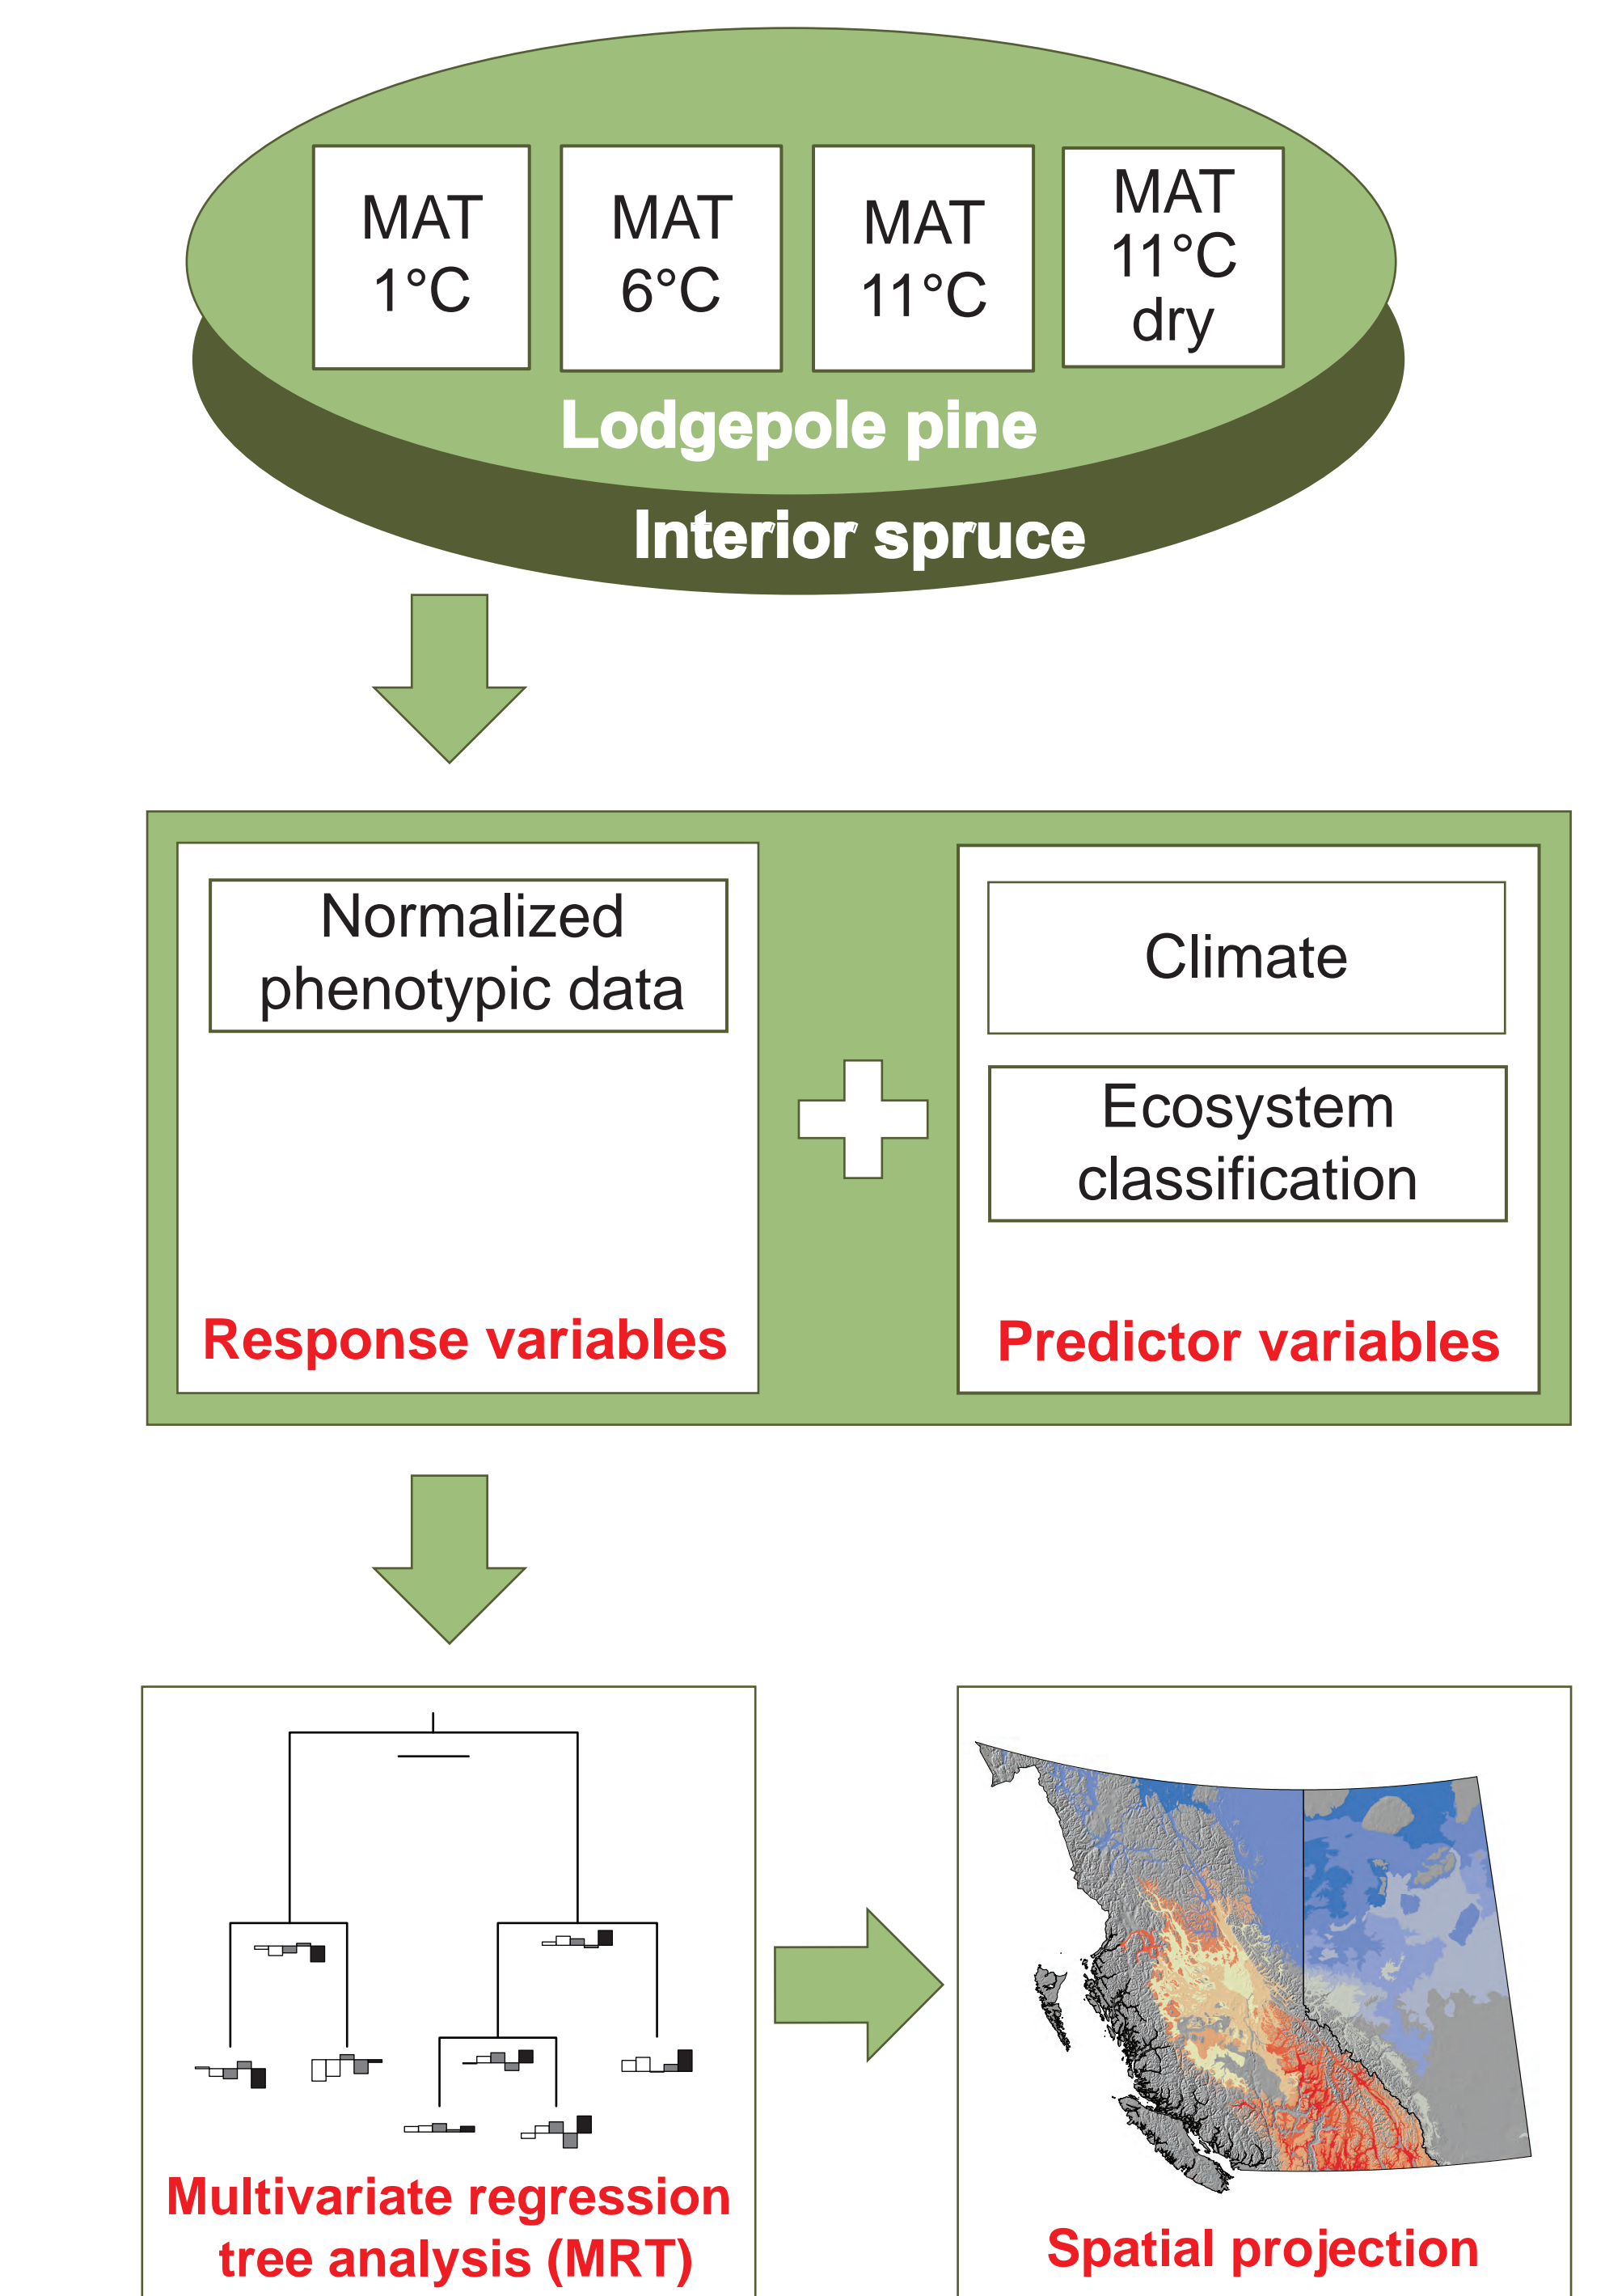 MAT
1°C
MAT
6°C
MAT
11°C
MAT
11°C
dry
Lodgepole pine
Interior spruce
Normalized
phenotypic data
Response variables
Climate
Ecosystem
classification
Predictor variables
Multivariate regression
tree analysis (MRT)
Spatial projection